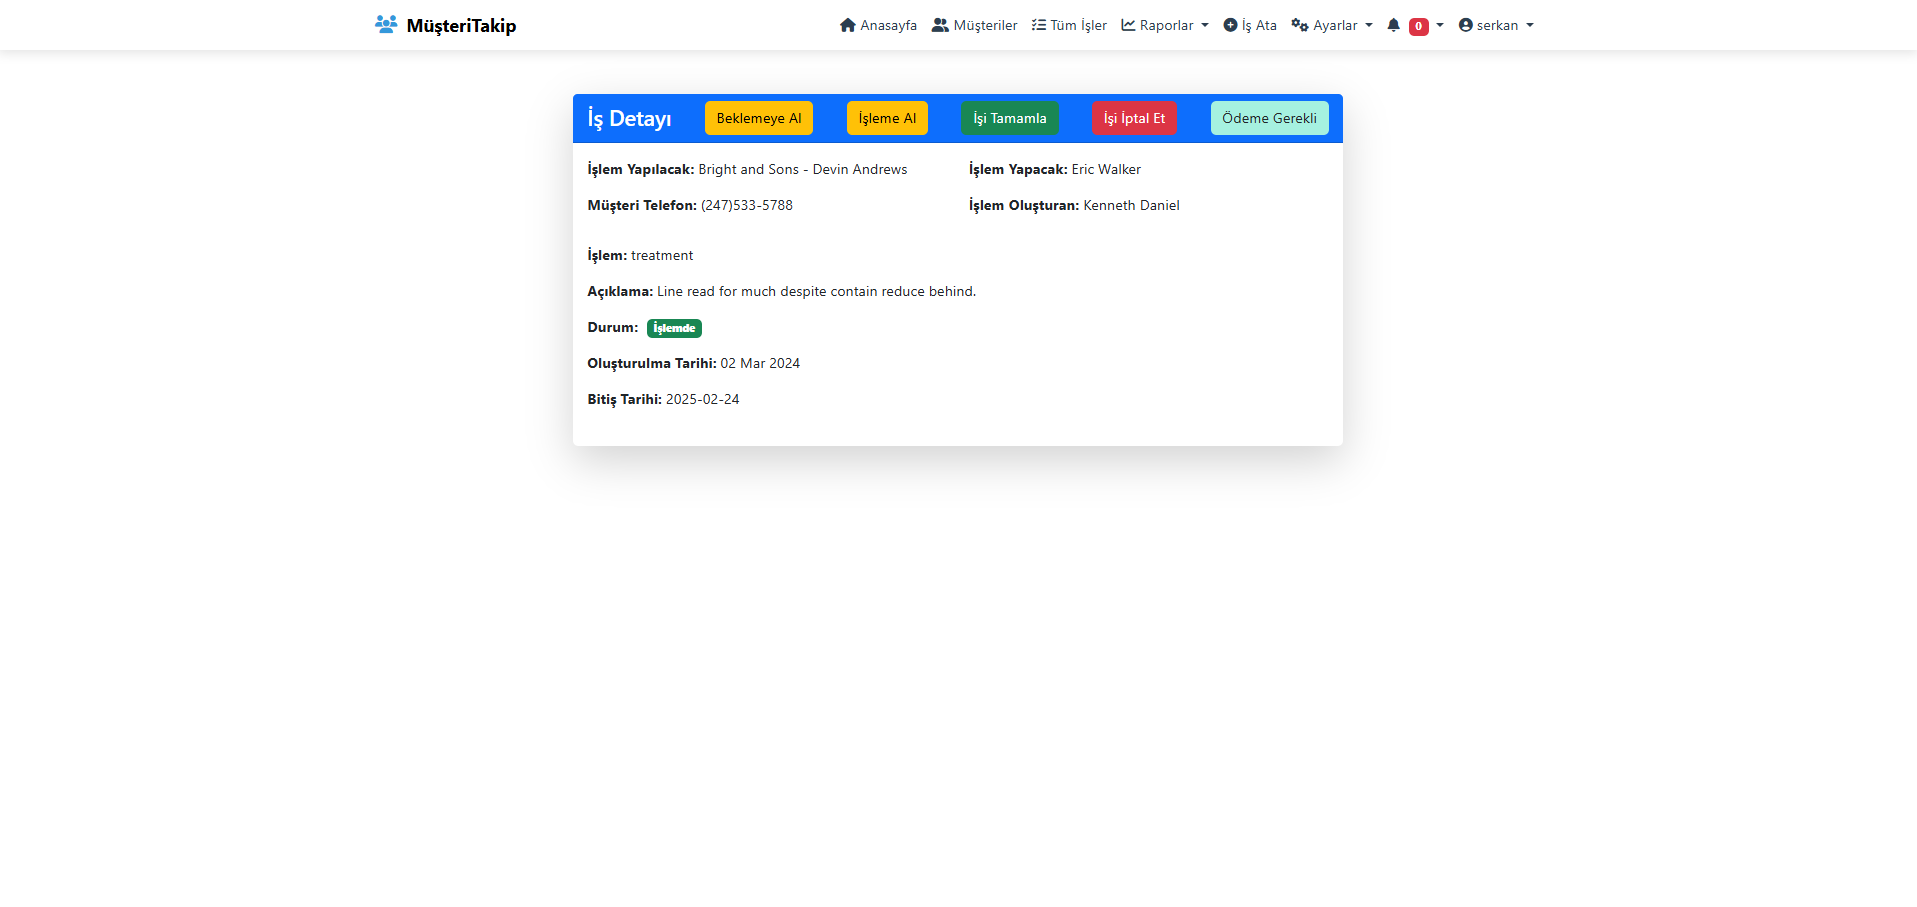 MüşteriTakip Anasayfa Müşteriler Tüm İşler Raporlar İş Ata Ayarlar 0 serkan
İş Detayı Beklemeye Al İşleme Al İşi Tamamla İşi İptal Et Ödeme Gerekli
İşlem Yapılacak: Bright and Sons - Devin Andrews İşlem Yapacak: Eric Walker
Müşteri Telefon: (247)533-5788 İşlem Oluşturan: Kenneth Daniel
İşlem: treatment
Açıklama: Line read for much despite contain reduce behind.
Durum: İşlemde
Oluşturulma Tarihi: 02 Mar 2024
Bitiş Tarihi: 2025-02-24